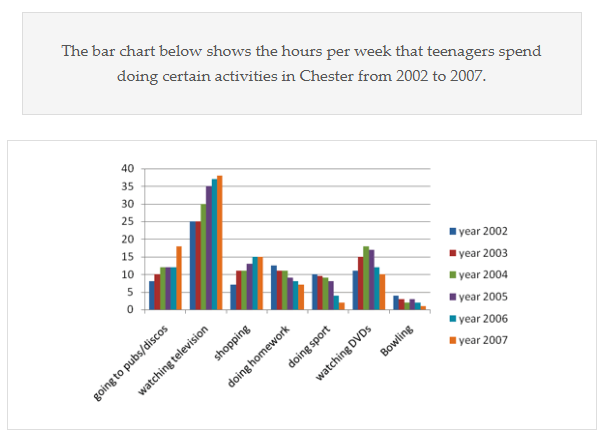 The bar chart below shows the hours per week that teenagers spend
doing certain activities in Chester from 2002 to 2007.
40
35
30
25
20
15
10
5
0
going to pubs/discos
watching television
shopping
doing homework
doing sport
watching DVDs
Bowling
year 2002
year 2003
year 2004
year 2005
year 2006
year 2007